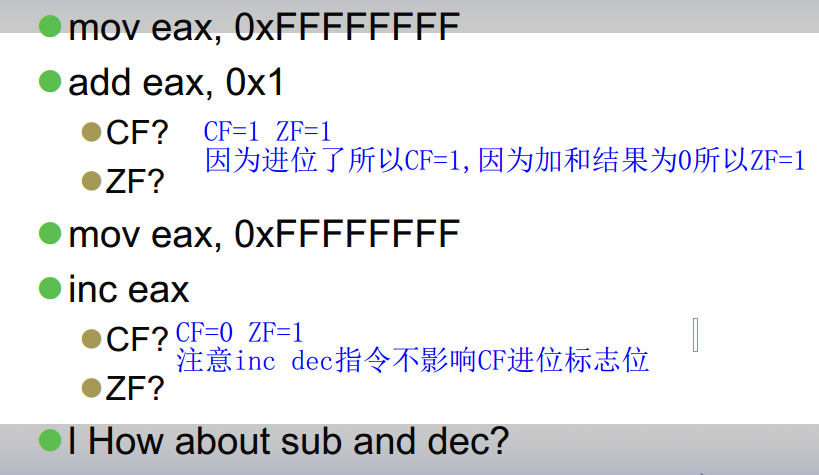 mov eax, 0xFFFFFFFF
add eax, 0x1
CF?
CF=1 ZF=1
因为进位了所以CF=1,因为加和结果为0所以ZF=1
ZF?
mov eax, 0xFFFFFFFF
inc eax
CF?
CF=0 ZF=1
注意inc dec指令不影响CF进位标志位
ZF?
l How about sub and dec?